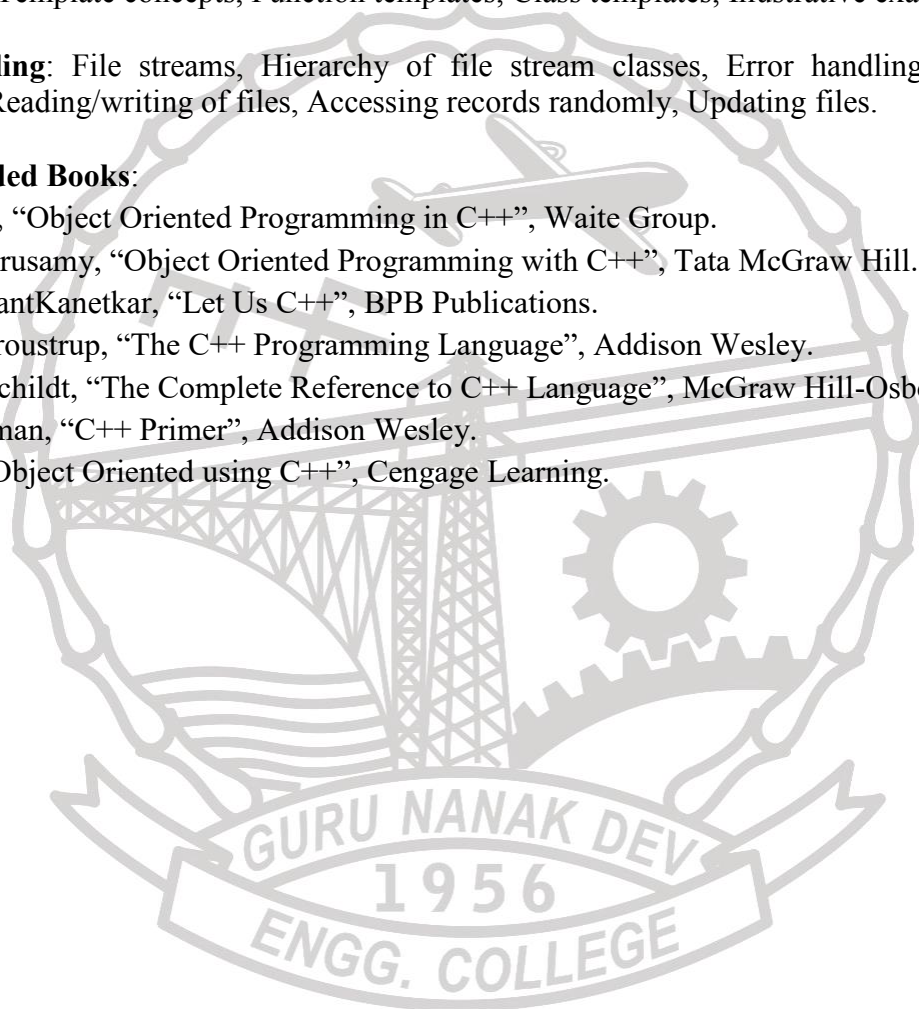 Template concepts, Function templates, Class templates, Illustrative exa
ling: File streams, Hierarchy of file stream classes, Error handling
Reading/writing of files, Accessing records randomly, Updating files.
led Books:
, “Object Oriented Programming in C++”, Waite Group.
rusamy, “Object Oriented Programming with C++”, Tata McGraw Hill.
antKanetkar, “Let Us C++”, BPB Publications.
roustrup, “The C++ Programming Language”, Addison Wesley.
childt, “The Complete Reference to C++ Language”, McGraw Hill-Osbo
man, “C++ Primer”, Addison Wesley.
Object Oriented using C++”, Cengage Learning.
GURU NANAK DEV
1956
ENGG. COLLEGE